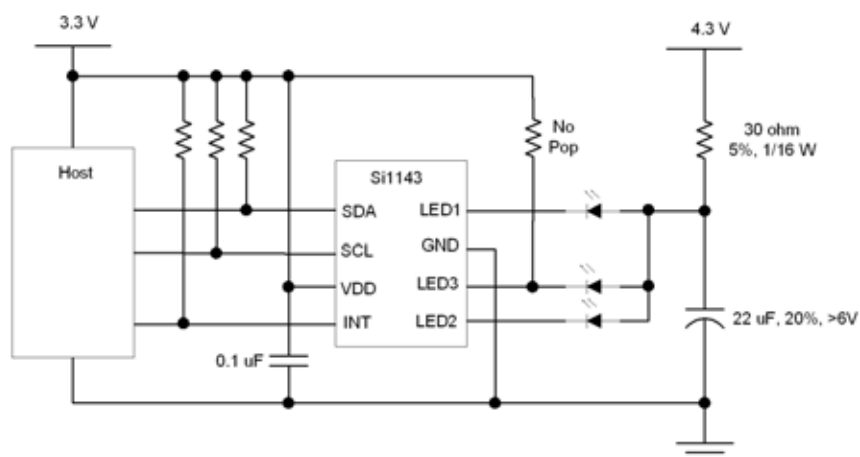 3.3 V
4.3 V
No
Pop
30 ohm
5%, 1/16 W
Host
Si1143
SDA
LED1
SCL
GND
VDD
LED3
INT
LED2
0.1 uF
22 uF, 20%, >6V